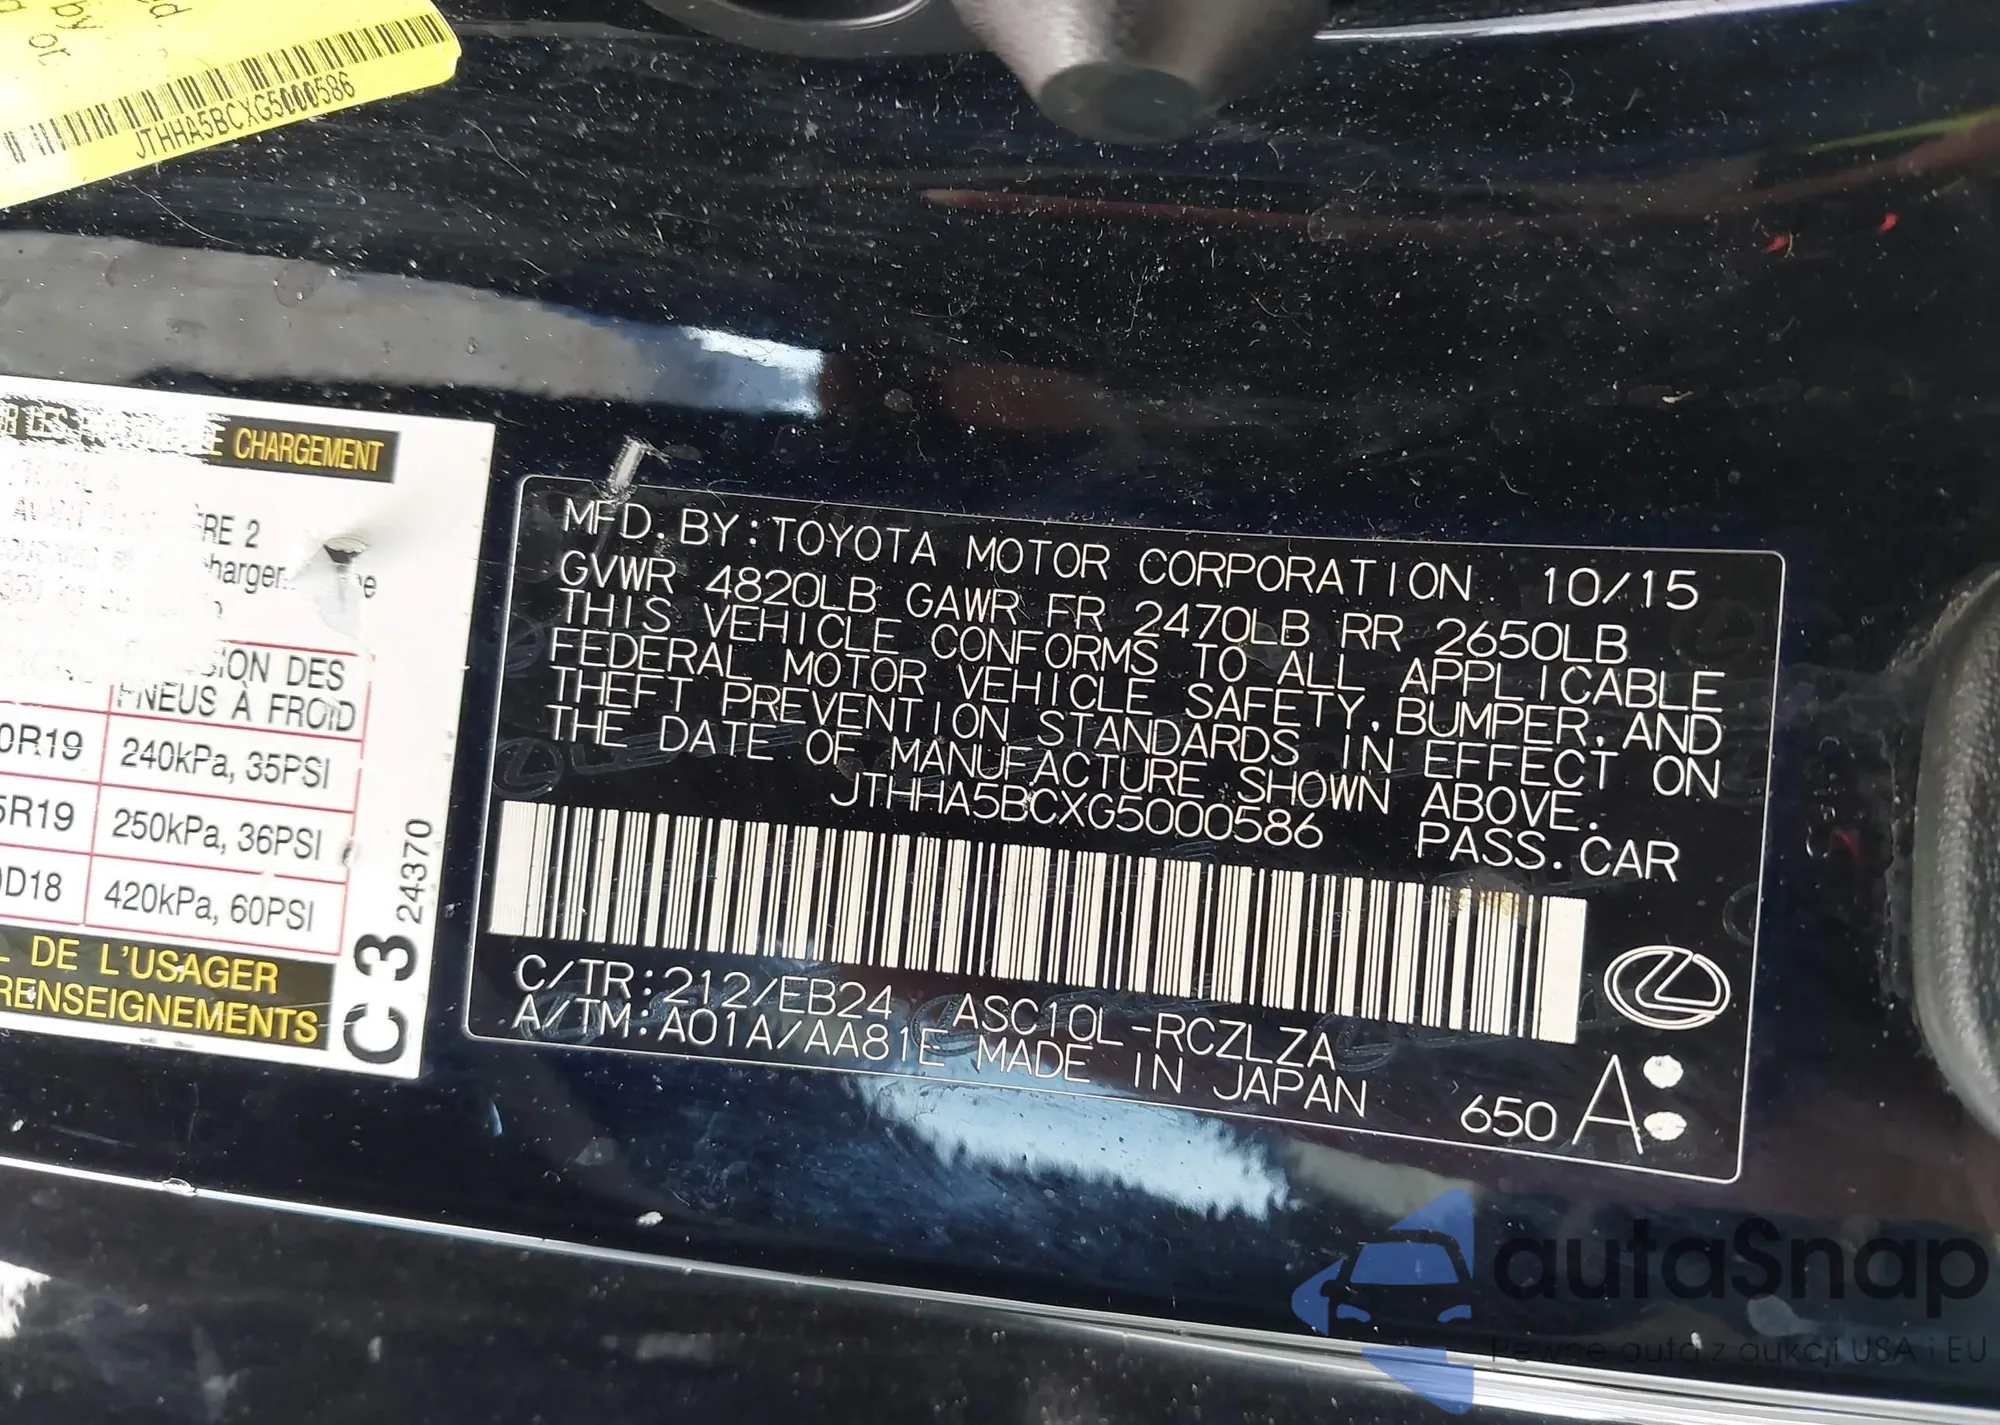 by
or
JTHHA5BCXG5000586
CHARGEMENT
RE 2
PNEUS À FROID
0R19 240kPa, 35PSI
5R19 250kPa, 36PSI
D18 420kPa, 60PSI
DE L'USAGER
RENSEIGNEMENTS
C3 24370
MFD. BY: TOYOTA MOTOR CORPORATION 10/15
GVWR 4820LB GAWR FR 2470LB RR 2650LB
THIS VEHICLE CONFORMS TO ALL APPLICABLE
FEDERAL MOTOR VEHICLE SAFETY, BUMPER, AND
THEFT PREVENTION STANDARDS IN EFFECT ON
THE DATE OF MANUFACTURE SHOWN ABOVE.
JTHHA5BCXG5000586 PASS. CAR
C/TR:212/EB24 ASC10L-RCZLZA
A/TM:A01A/AA81E MADE IN JAPAN
650 A:
autaSnap
Pewne auta z aukcji USA i EU